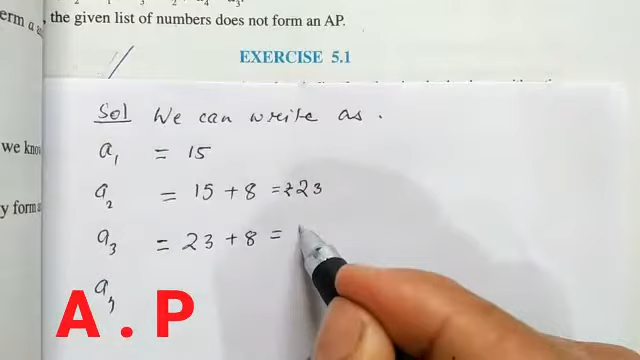 erm a
, the given list of numbers does not form an AP.
EXERCISE 5.1
Sol We can write as.
we know
a₁ = 15
a₂ = 15 + 8 = ₹23
y form a
a₃ = 23 + 8 =
a₄
A . P